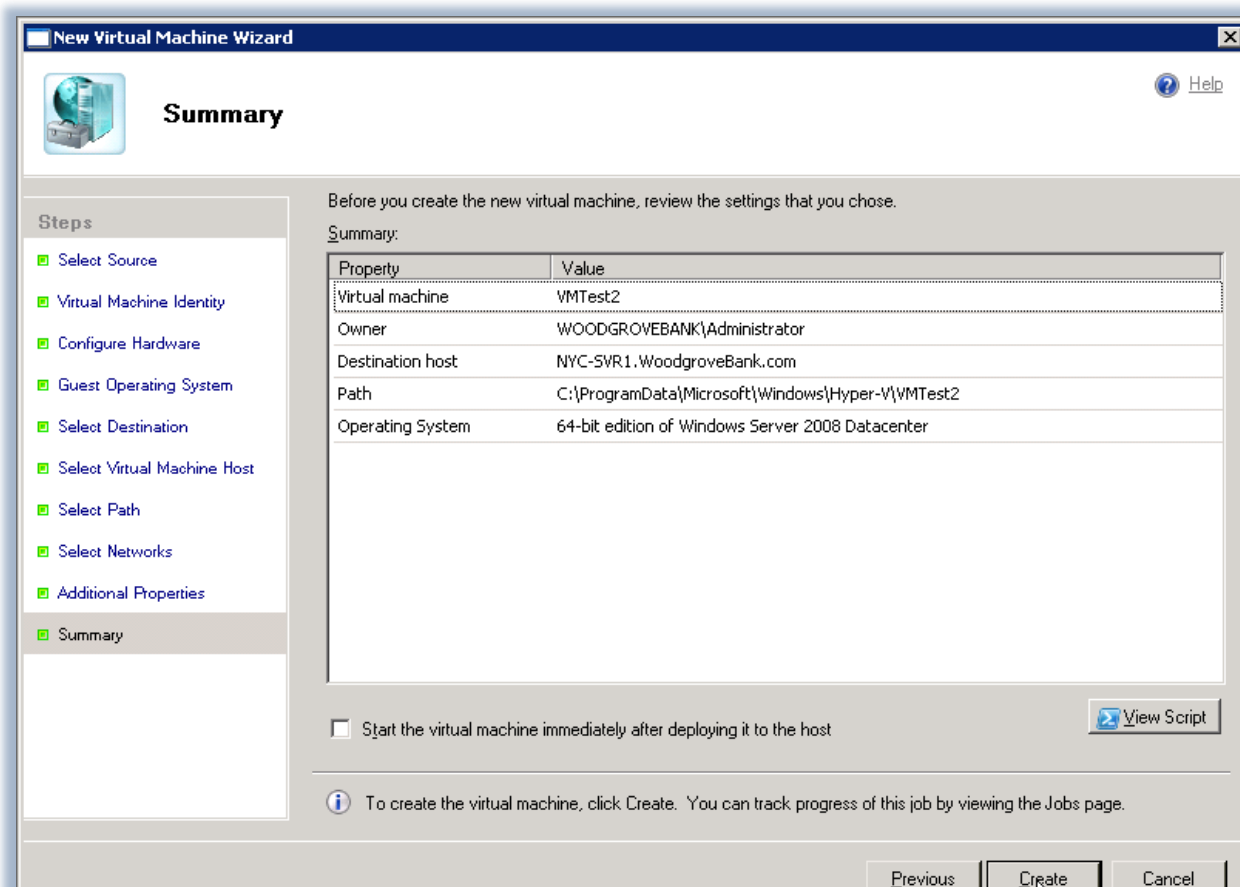 New Virtual Machine Wizard
Summary
Help
Steps
Select Source
Virtual Machine Identity
Configure Hardware
Guest Operating System
Select Destination
Select Virtual Machine Host
Select Path
Select Networks
Additional Properties
Summary
Before you create the new virtual machine, review the settings that you chose.
Summary:
Property Value
Virtual machine VMTest2
Owner WOODGROVEBANK\Administrator
Destination host NYC-SVR1.WoodgroveBank.com
Path C:\ProgramData\Microsoft\Windows\Hyper-V\VMTest2
Operating System 64-bit edition of Windows Server 2008 Datacenter
Start the virtual machine immediately after deploying it to the host
View Script
To create the virtual machine, click Create. You can track progress of this job by viewing the Jobs page.
Previous Create Cancel